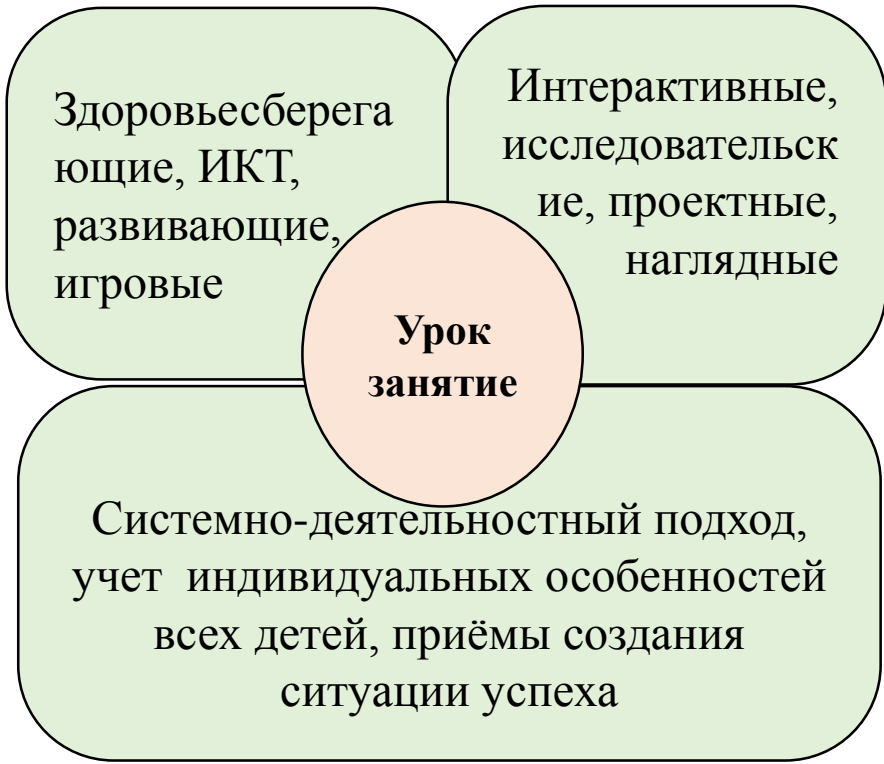 Здоровьесберега
ющие, ИКТ,
развивающие,
игровые
Интерактивные,
исследовательск
ие, проектные,
наглядные
Урок
занятие
Системно-деятельностный подход,
учет  индивидуальных особенностей
всех детей, приёмы создания
ситуации успеха